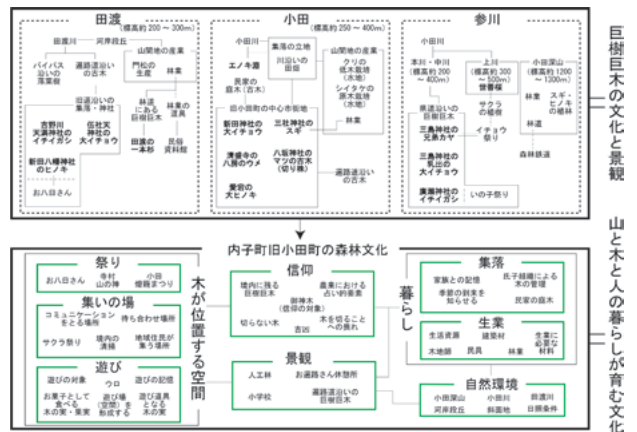 田渡
(標高約 200 ～ 300m)
田渡川
河岸段丘
バイパス
沿いの
落葉樹
遍路道沿い
の古木
旧道沿いの
集落・神社
吉野川
天満神社の
イチイガシ
伍社天
神社の
大イチョウ
新田八幡神社
のヒノキ
お八日さん
山間地の産業
門松の
生産
林業
林道
にある
巨樹巨木
林業の
道具
田渡の
一本杉
民俗
資料館
小田
(標高約 250 ～ 400m)
小田川
エノキ淵
民家の
庭木(古木)
集落の立地
川沿いの
田畑
山間地の産業
クリの
低木栽培
(水地)
シイタケの
原木栽培
(水地)
林業
旧小田町の中心市街地
新田神社の
大イチョウ
三社神社の
スギ
清盛寺の
八房のウメ
八坂神社の
マツの古木
(切り株)
愛宕の
大ヒノキ
遍路道沿い
の古木
参川
小田川
本川・中川
(標高約 200
～ 400m)
上川
(標高約 300
～ 500m)
世善桜
小田深山
(標高約 1200
～ 1300m)
県道沿いの
巨樹巨木
サクラの
植林
スギ・
ヒノキ
の植林
三島神社の
兄弟カヤ
イチョウ
祭り
林道
三島神社の
乳出の
大イチョウ
森林鉄道
廣瀬神社の
イチイガシ
いの子祭り
巨樹巨木の文化と景観
内子町旧小田町の森林文化
祭り
お八日さん
寺村
山の神
小田
燈籠まつり
集いの場
コミュニケーション
をとる場所
待ち合わせ場所
サクラ祭り
境内の
清掃
地域住民が
集う場所
遊び
遊びの対象
ウロ
遊びの記憶
お菓子として
食べる
木の実・果実
遊び場
(空間)を
形成する
遊び道具
となる
木の実
木が位置する空間
信仰
境内に残る
巨樹巨木
農業における
占い的要素
御神木
(信仰の対象)
切らない木
吉凶
木を切ること
への畏れ
景観
人工林
お遍路さん休憩所
小学校
遍路道沿いの
巨樹巨木
暮らし
集落
家族との記憶
氏子組織による
木の管理
季節の到来を
知らせる
民家の庭木
生業
生活資源
建築材
生業に
必要な
材料
木地師
民具
林業
自然環境
小田深山
小田川
田渡川
河岸段丘
斜面地
日照条件
山と木と人の暮らしが育む文化